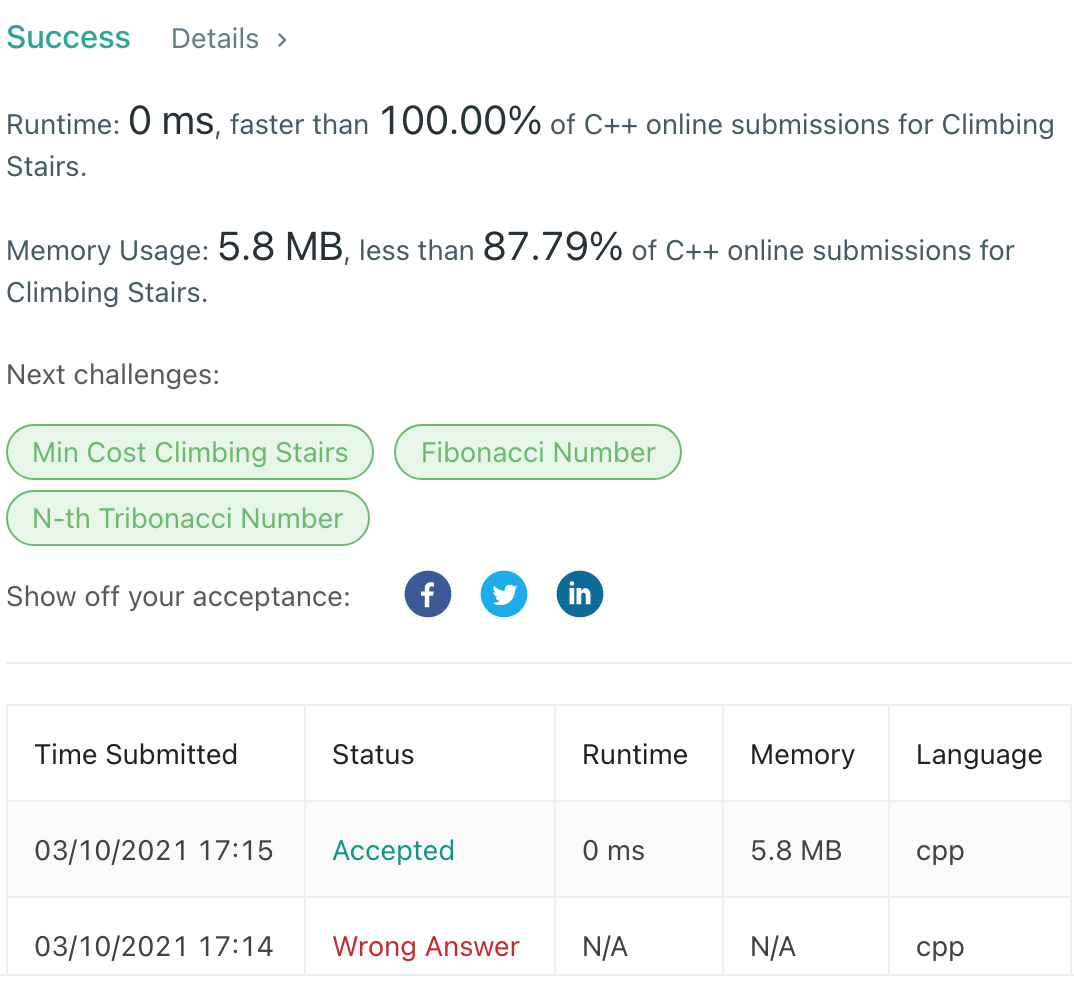 Success Details >
Runtime: 0 ms, faster than 100.00% of C++ online submissions for Climbing
Stairs.
Memory Usage: 5.8 MB, less than 87.79% of C++ online submissions for
Climbing Stairs.
Next challenges:
Min Cost Climbing Stairs Fibonacci Number
N-th Tribonacci Number
Show off your acceptance: f in
Time Submitted Status Runtime Memory Language
03/10/2021 17:15 Accepted 0 ms 5.8 MB cpp
03/10/2021 17:14 Wrong Answer N/A N/A cpp